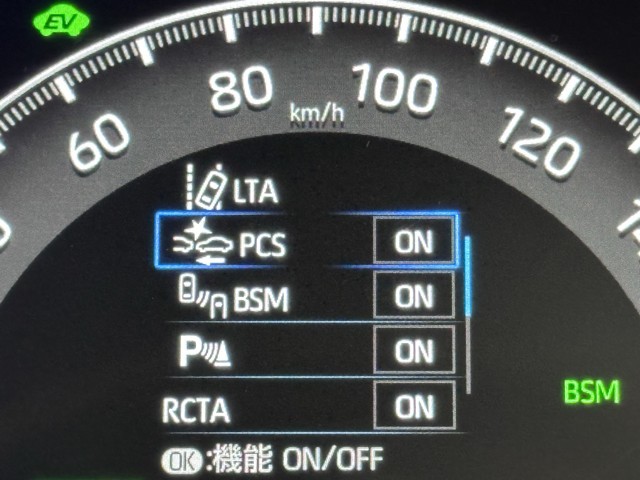 EV
80
100
km/h
60
120
LTA
PCS ON
BSM ON
P ON
BSM
RCTA ON
OK:機能 ON/OFF